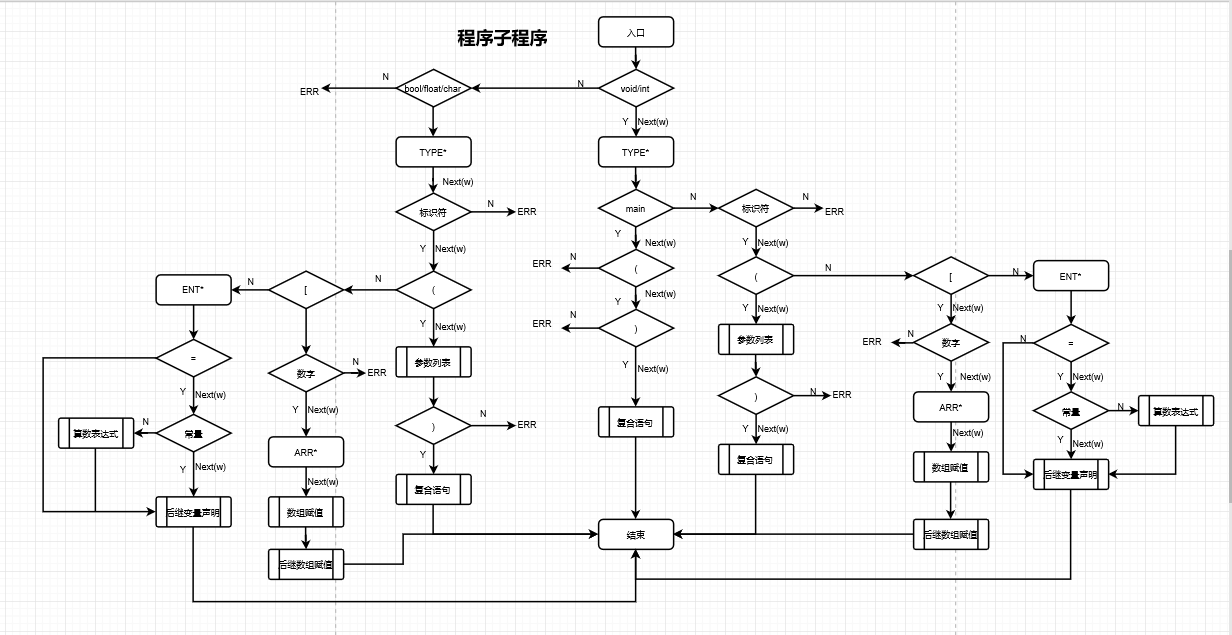 程序子程序
入口
N
N
ERR
bool/float/char
void/int
Y
Next(w)
TYPE*
TYPE*
Next(w)
标识符
N
ERR
main
N
标识符
N
ERR
Y
Next(w)
Y
Next(w)
Y
Next(w)
ENT*
N
[
N
(
ERR
N
(
(
N
[
N
ENT*
Y
Next(w)
Y
Next(w)
Y
Next(w)
Y
Next(w)
ERR
N
)
参数列表
ERR
N
数字
N
=
=
数字
N
ERR
参数列表
Y
Next(w)
Y
Next(w)
Y
Next(w)
Y
Next(w)
Y
Next(w)
)
N
ERR
ARR*
常量
N
算数表达式
Y
Next(w)
)
N
ERR
复合语句
算数表达式
N
常量
Y
Next(w)
Next(w)
Y
Next(w)
ARR*
Y
复合语句
数组赋值
后继变量声明
Y
Next(w)
Next(w)
复合语句
后继变量声明
数组赋值
结束
后继数组赋值
后继数组赋值